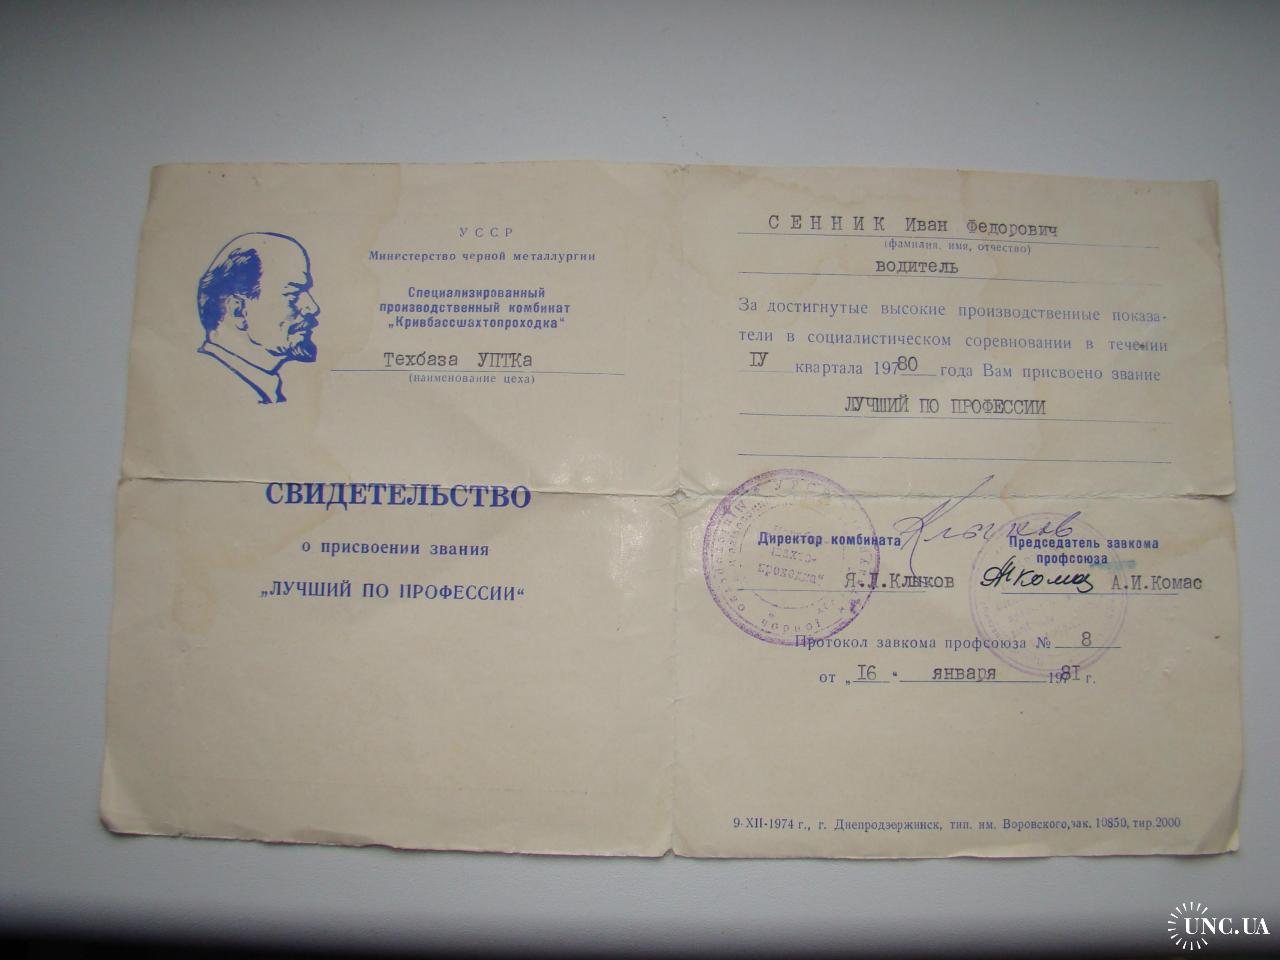 УССР
Министерство черной металлургии
Специализированный
производственный комбинат
„Кривбассшахтопроходка“
Техбаза УПТКа
(наименование цеха)
СВИДЕТЕЛЬСТВО
о присвоении звания
„ЛУЧШИЙ ПО ПРОФЕССИИ“
СЕННИК Иван Федорович
(фамилия, имя, отчество)
водитель
За достигнутые высокие производственные показа-
тели в социалистическом соревновании в течении
IУ квартала 19780 года Вам присвоено звание
ЛУЧШИЙ ПО ПРОФЕССИИ
Директор комбината
Я.Л.Клыков
Председатель завкома
профсоюза
А.И.Комас
Протокол завкома профсоюза № 8
от „16“ января 1981 г.
9-XII-1974 г., г. Днепродзержинск, тип. им. Воровского, зак. 10850, тир. 2000
UNC.UA